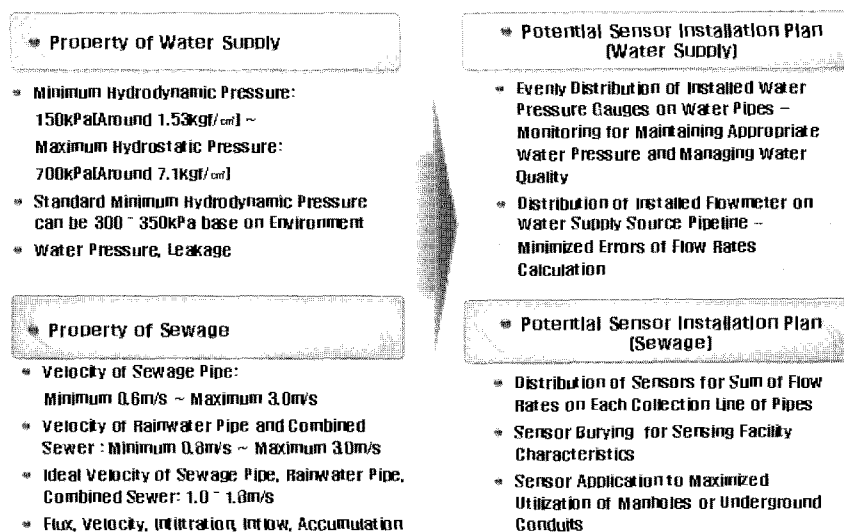 Property of Water Supply
Minimum Hydrodynamic Pressure:
150kPa[Around 1.53kgf/㎠] ~
Maximum Hydrostatic Pressure:
700kPa[Around 7.1kgf/㎠]
Standard Minimum Hydrodynamic Pressure
can be 300 ~ 350kPa base on Environment
Water Pressure, Leakage
Potential Sensor Installation Plan
(Water Supply)
Evenly Distribution of Installed Water
Pressure Gauges on Water Pipes –
Monitoring for Maintaining Appropriate
Water Pressure and Managing Water
Quality
Distribution of Installed Flowmeter on
Water Supply Source Pipeline –
Minimized Errors of Flow Rates
Calculation
Property of Sewage
Velocity of Sewage Pipe:
Minimum 0.6m/s ~ Maximum 3.0m/s
Velocity of Rainwater Pipe and Combined
Sewer : Minimum 0.8m/s ~ Maximum 3.0m/s
Ideal Velocity of Sewage Pipe, Rainwater Pipe,
Combined Sewer: 1.0 ~ 1.8m/s
Flux, Velocity, Infiltration, Inflow, Accumulation
Potential Sensor Installation Plan
(Sewage)
Distribution of Sensors for Sum of Flow
Rates on Each Collection Line of Pipes
Sensor Burying for Sensing Facility
Characteristics
Sensor Application to Maximized
Utilization of Manholes or Underground
Conduits